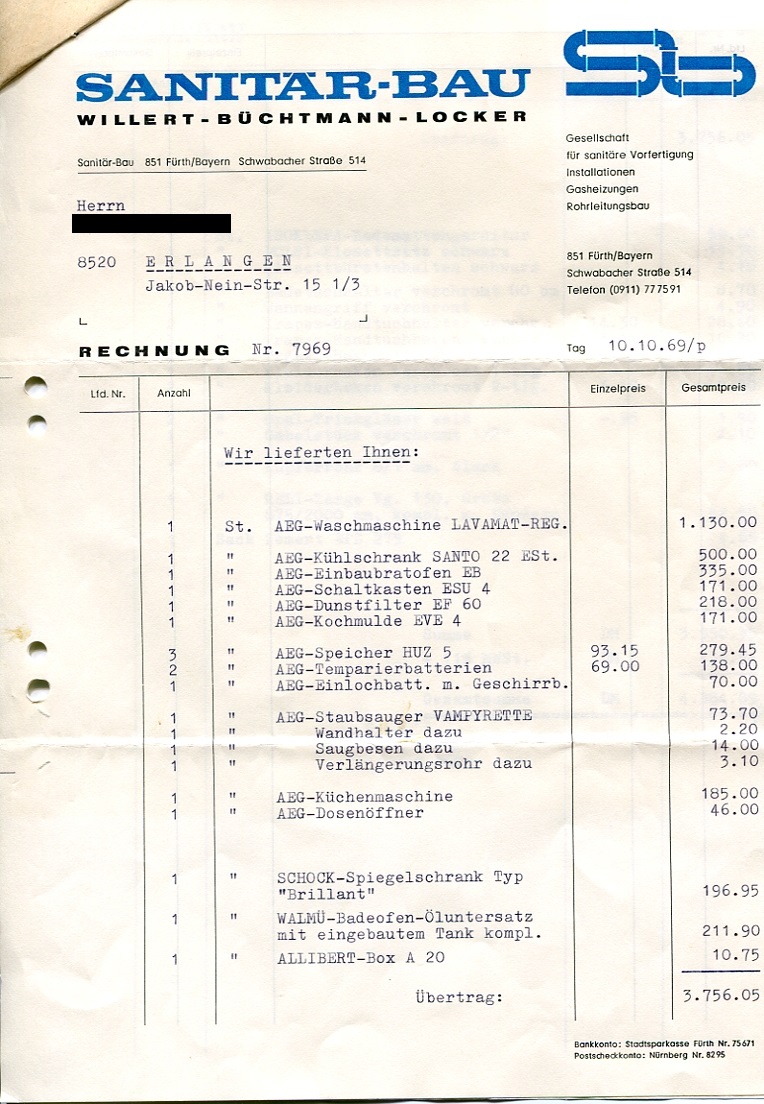 SANITÄR-BAU
WILLERT-BÜCHTMANN-LOCKER
Sanitär-Bau 851 Fürth/Bayern Schwabacher Straße 514
Gesellschaft
für sanitäre Vorfertigung
Installationen
Gasheizungen
Rohrleitungsbau
Herrn
8520 ERLANGEN
Jakob-Nein-Str. 15 1/3
851 Fürth/Bayern
Schwabacher Straße 514
Telefon (0911) 777591
RECHNUNG Nr. 7969 Tag 10.10.69/p
Lfd. Nr. Anzahl Einzelpreis Gesamtpreis
Wir lieferten Ihnen:
1 St. AEG-Waschmaschine LAVAMAT-REG. 1.130.00
1 " AEG-Kühlschrank SANTO 22 ESt. 500.00
1 " AEG-Einbaubratofen EB 335.00
1 " AEG-Schaltkasten ESU 4 171.00
1 " AEG-Dunstfilter EF 60 218.00
1 " AEG-Kochmulde EVE 4 171.00
3 " AEG-Speicher HUZ 5 93.15 279.45
2 " AEG-Temparierbatterien 69.00 138.00
1 " AEG-Einlochbatt. m. Geschirrb. 70.00
1 " AEG-Staubsauger VAMPYRETTE 73.70
1 " Wandhalter dazu 2.20
1 " Saugbesen dazu 14.00
1 " Verlängerungsrohr dazu 3.10
1 " AEG-Küchenmaschine 185.00
1 " AEG-Dosenöffner 46.00
1 " SCHOCK-Spiegelschrank Typ
"Brillant" 196.95
1 " WALMÜ-Badeofen-Öluntersatz
mit eingebautem Tank kompl. 211.90
1 " ALLIBERT-Box A 20 10.75
Übertrag: 3.756.05
Bankkonto: Stadtsparkasse Fürth Nr. 75671
Postscheckkonto: Nürnberg Nr. 8295